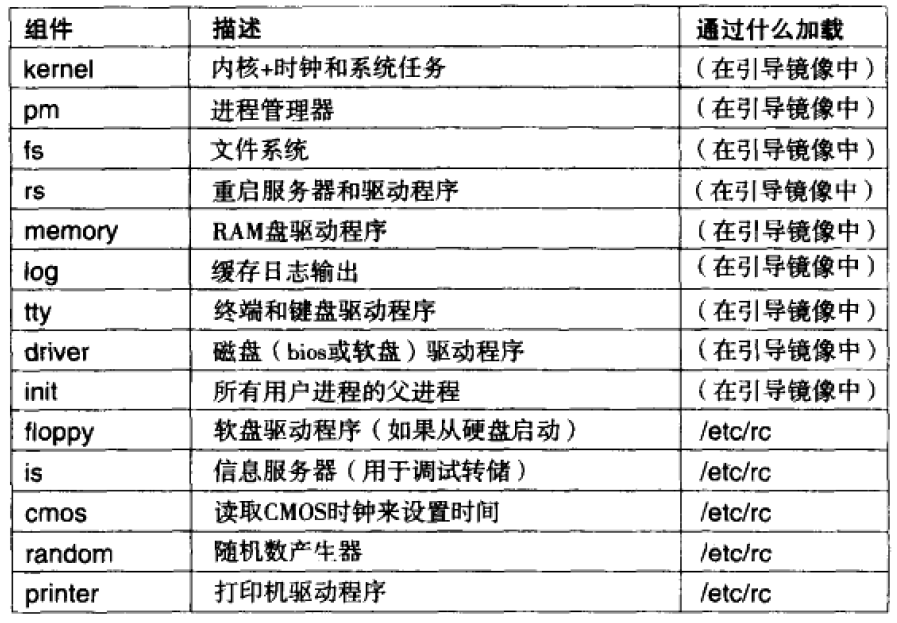 组件 描述 通过什么加载
kernel 内核+时钟和系统任务 （在引导镜像中）
pm 进程管理器 （在引导镜像中）
fs 文件系统 （在引导镜像中）
rs 重启服务器和驱动程序 （在引导镜像中）
memory RAM盘驱动程序 （在引导镜像中）
log 缓存日志输出 （在引导镜像中）
tty 终端和键盘驱动程序 （在引导镜像中）
driver 磁盘（bios或软盘）驱动程序 （在引导镜像中）
init 所有用户进程的父进程 （在引导镜像中）
floppy 软盘驱动程序（如果从硬盘启动） /etc/rc
is 信息服务器（用于调试转储） /etc/rc
cmos 读取CMOS时钟来设置时间 /etc/rc
random 随机数产生器 /etc/rc
printer 打印机驱动程序 /etc/rc